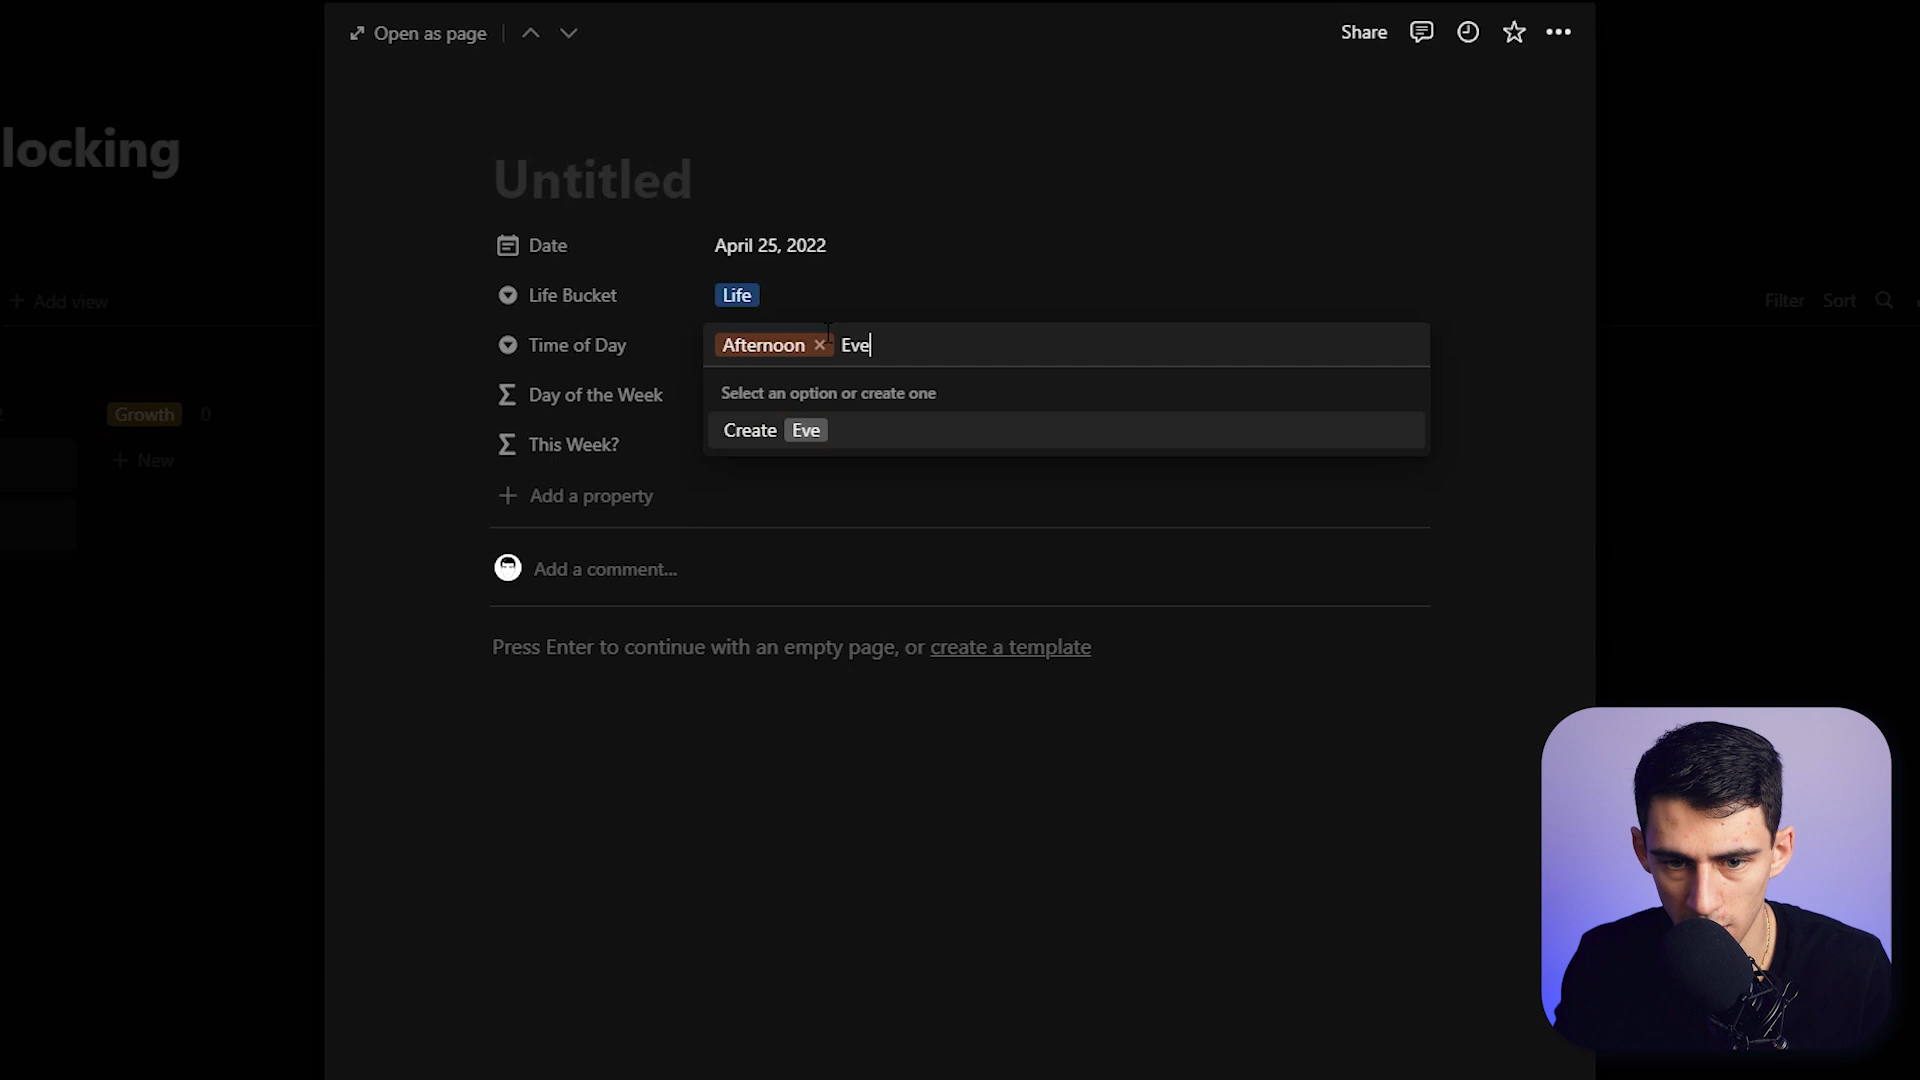 Open as page
Share
locking
Untitled
Date April 25, 2022
Life Bucket Life
+ Add view
Filter Sort
Time of Day Afternoon × Eve
Day of the Week
Select an option or create one
Growth 0
Create Eve
This Week?
+ New
+ Add a property
Add a comment...
Press Enter to continue with an empty page, or create a template